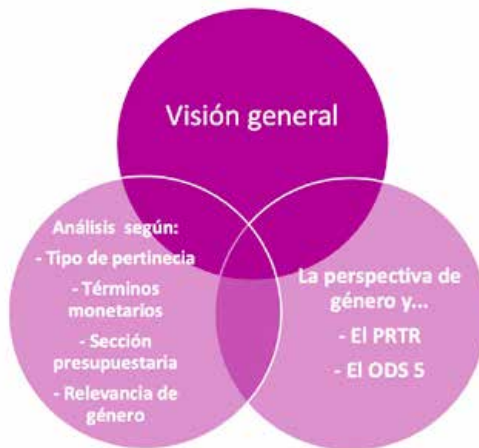 Visión general
Análisis según:
- Tipo de pertinecia
- Términos
monetarios
- Sección
presupuestaria
- Relevancia de
género
La perspectiva de
género y...
- El PRTR
- El ODS 5